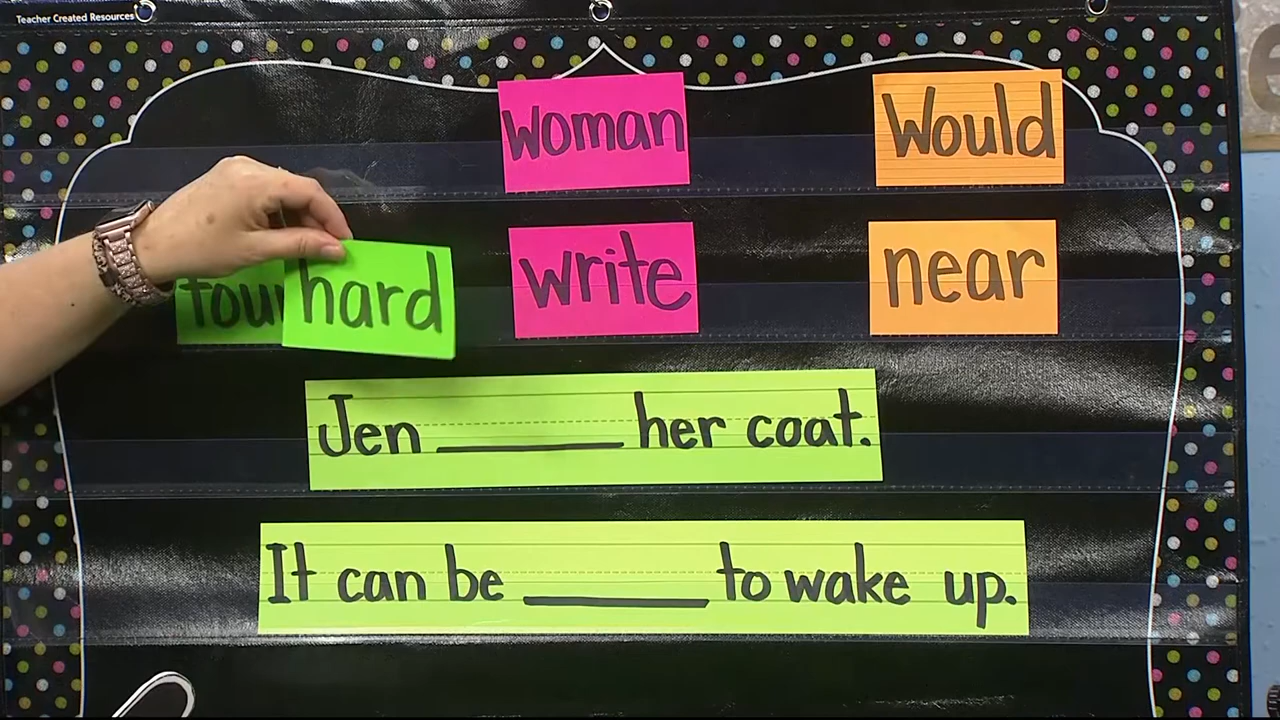 Teacher Created Resources
woman
Would
hard
write
near
Jen ______ her coat.
It can be ______ to wake up.